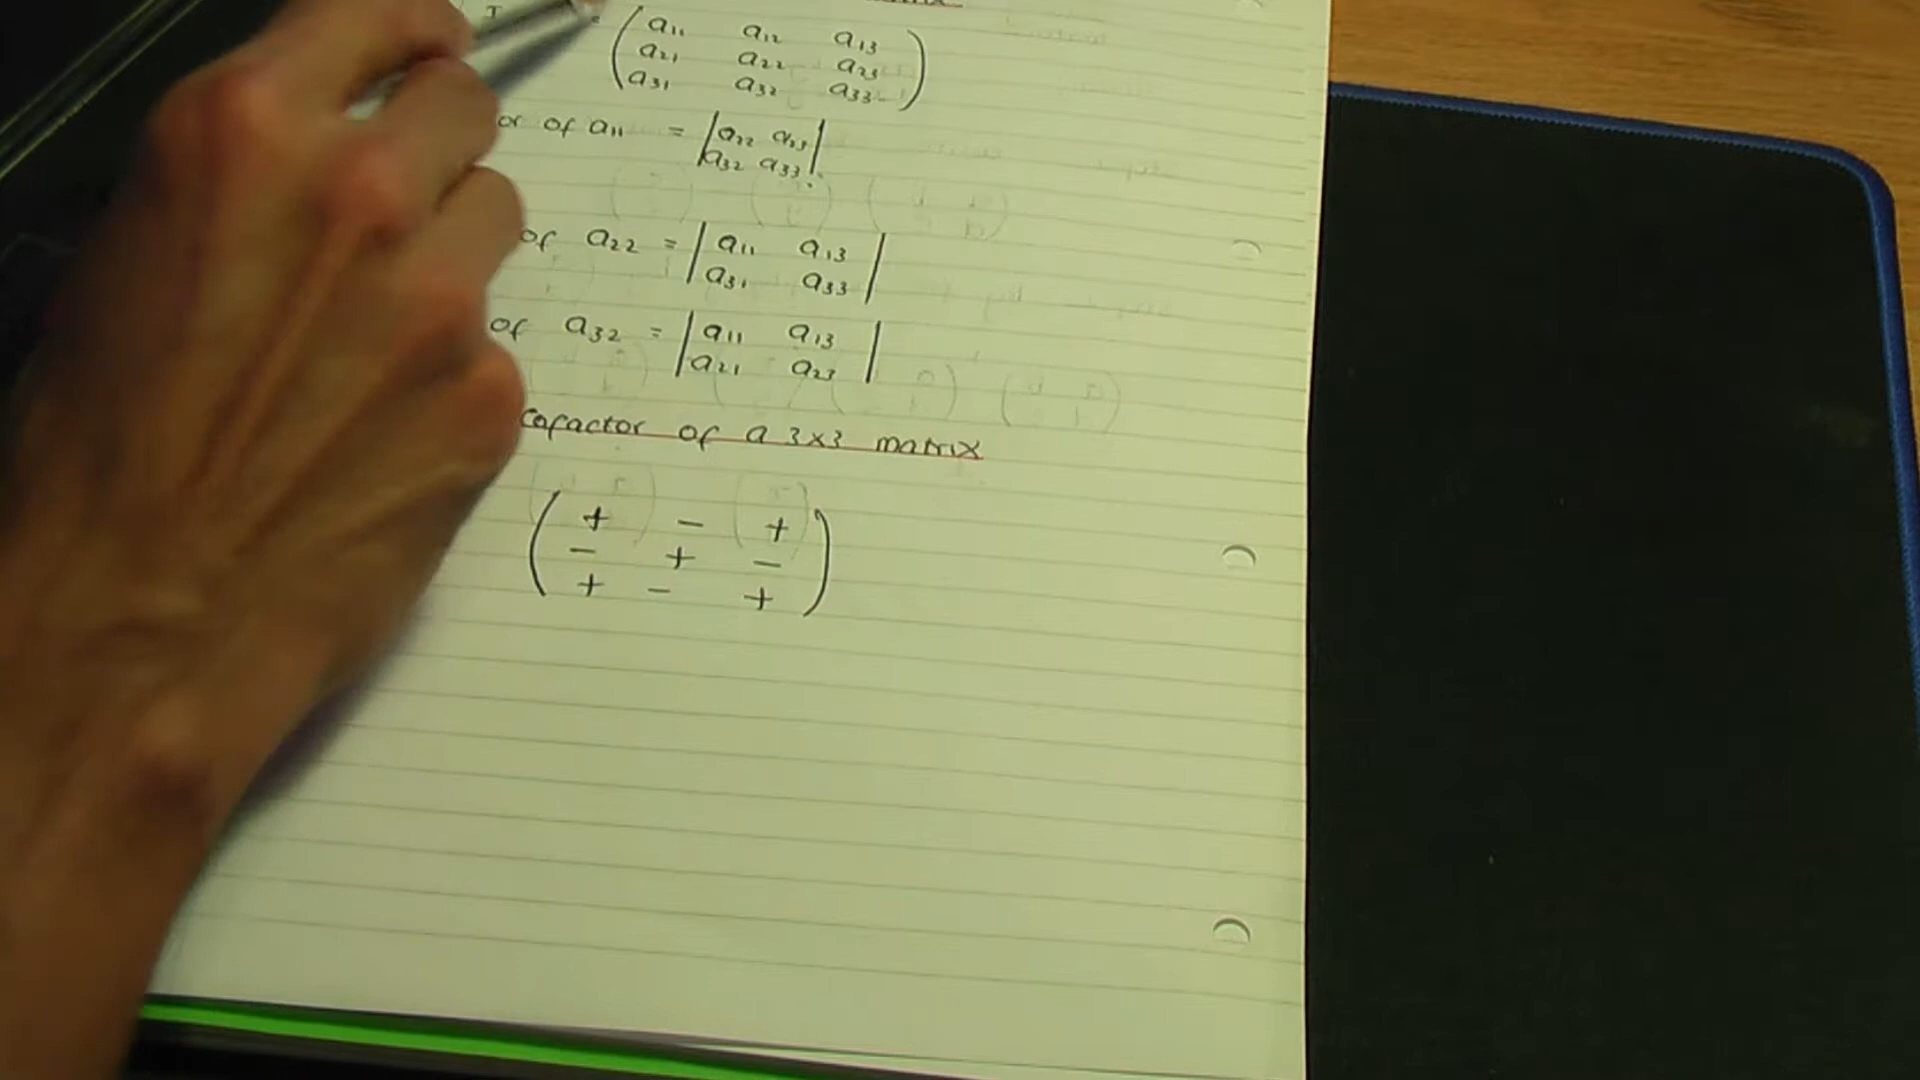 = ( a11 a12 a13
a21 a22 a23
a31 a32 a33 )
or of a11 = | a22 a23
a32 a33 |
of a22 = | a11 a13
a31 a33 |
of a32 = | a11 a13
a21 a23 |
cofactor of a 3x3 matrix
( + - +
- + -
+ - + )